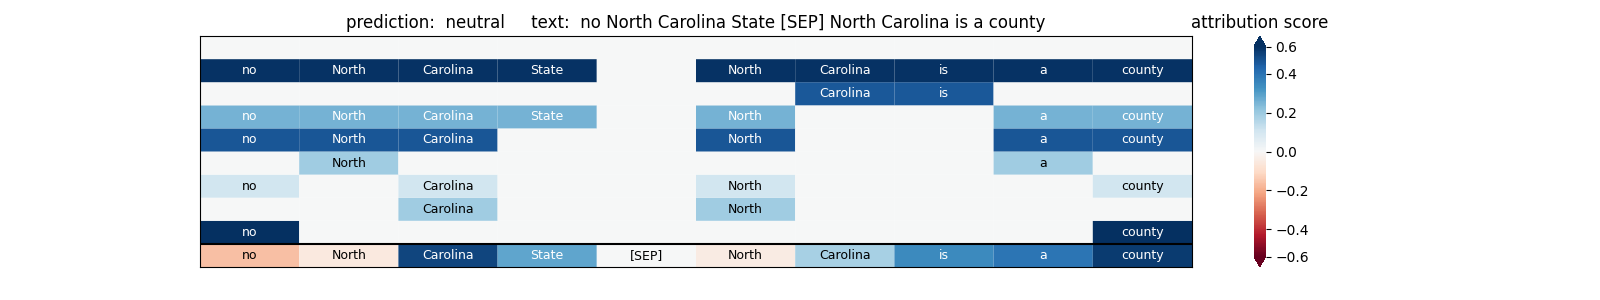 prediction:  neutral     text:  no North Carolina State [SEP] North Carolina is a county
attribution score
no North Carolina State North Carolina is a county
Carolina is
no North Carolina State North a county
no North Carolina North a county
North a
no Carolina North county
Carolina North
no county
no North Carolina State [SEP] North Carolina is a county
0.6
0.4
0.2
0.0
−0.2
−0.4
−0.6